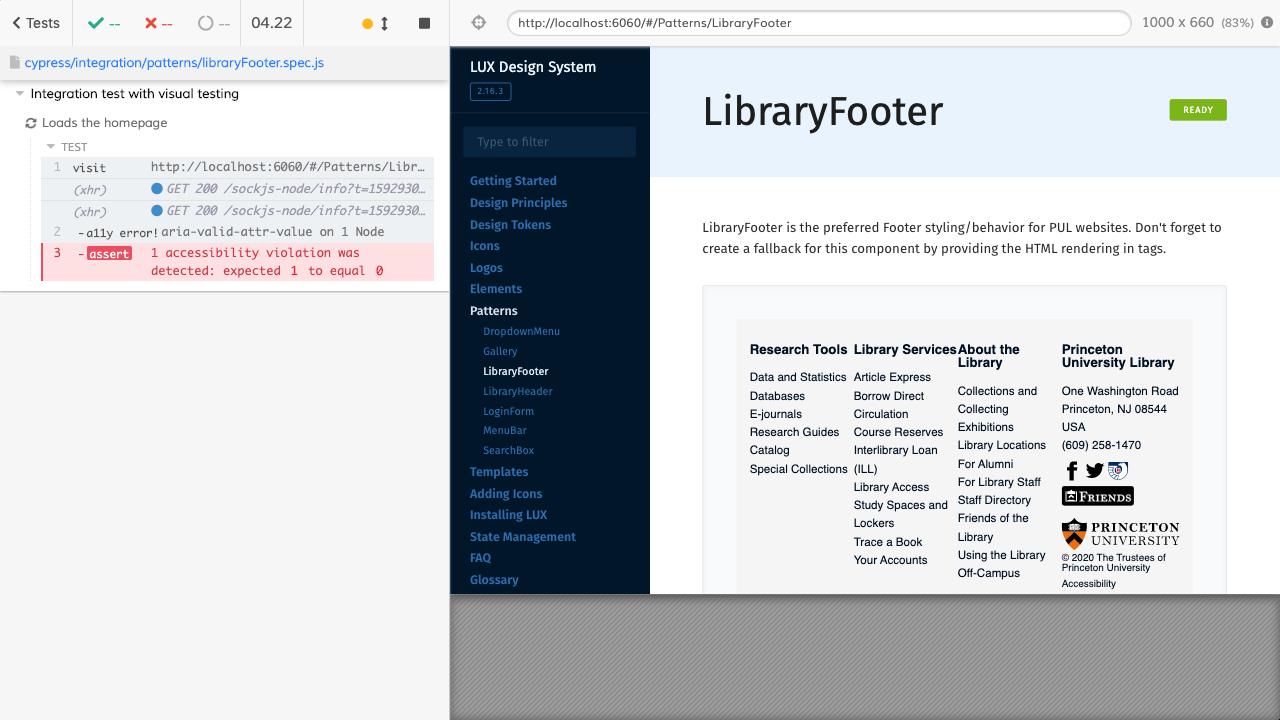 Tests
--
--
--
04.22
http://localhost:6060/#/Patterns/LibraryFooter
1000 x 660 (83%)
cypress/integration/patterns/libraryFooter.spec.js
Integration test with visual testing
Loads the homepage
TEST
1 visit http://localhost:6060/#/Patterns/Libr…
(xhr) GET 200 /sockjs-node/info?t=1592930…
(xhr) GET 200 /sockjs-node/info?t=1592930…
2 -a11y error! aria-valid-attr-value on 1 Node
3 -assert 1 accessibility violation was
detected: expected 1 to equal 0
LUX Design System
2.16.3
Type to filter
Getting Started
Design Principles
Design Tokens
Icons
Logos
Elements
Patterns
DropdownMenu
Gallery
LibraryFooter
LibraryHeader
LoginForm
MenuBar
SearchBox
Templates
Adding Icons
Installing LUX
State Management
FAQ
Glossary
LibraryFooter
READY
LibraryFooter is the preferred Footer styling/behavior for PUL websites. Don't forget to
create a fallback for this component by providing the HTML rendering in tags.
Research Tools
Data and Statistics
Databases
E-journals
Research Guides
Catalog
Special Collections
Library Services
Article Express
Borrow Direct
Circulation
Course Reserves
Interlibrary Loan
(ILL)
Library Access
Study Spaces and
Lockers
Trace a Book
Your Accounts
About the
Library
Collections and
Collecting
Exhibitions
Library Locations
For Alumni
For Library Staff
Staff Directory
Friends of the
Library
Using the Library
Off-Campus
Princeton
University Library
One Washington Road
Princeton, NJ 08544
USA
(609) 258-1470
FRIENDS
PRINCETON
UNIVERSITY
© 2020 The Trustees of
Princeton University
Accessibility